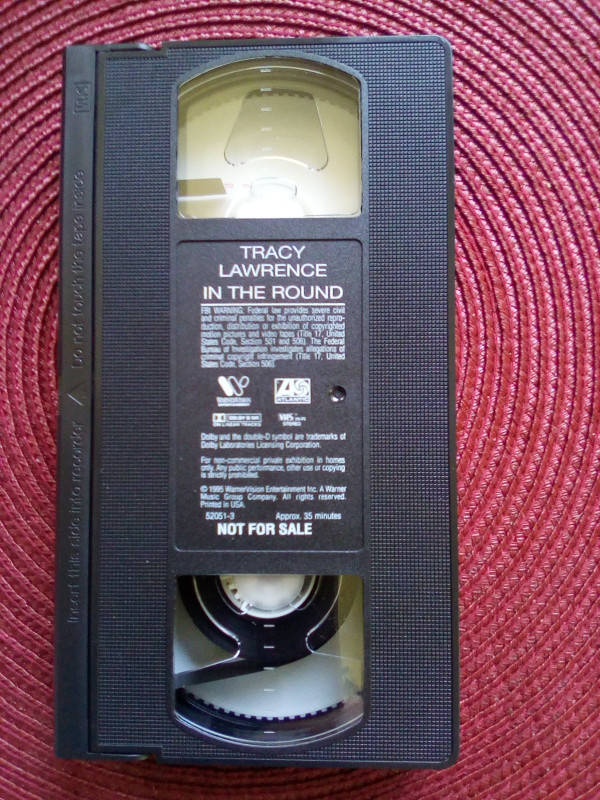 TRACY
LAWRENCE
IN THE ROUND
FBI WARNING: Federal law provides severe civil
and criminal penalties for the unauthorized repro-
duction, distribution or exhibition of copyrighted
motion pictures and video tapes (Title 17, United
States Code, Section 501 and 506). The Federal
Bureau of Investigation investigates allegations of
criminal copyright infringement (Title 17, United
States Code, Section 506).
WarnerVision
ENTERTAINMENT
ATLANTIC
DOLBY
ON LINEAR TRACKS
VHS
STEREO
Dolby and the double-D symbol are trademarks of
Dolby Laboratories Licensing Corporation.
For non-commercial private exhibition in homes
only. Any public performance, other use or copying
is strictly prohibited.
© 1995 WarnerVision Entertainment Inc. A Warner
Music Group Company. All rights reserved.
Printed in USA.
52051-3 Approx. 35 minutes
NOT FOR SALE
Insert this side into recorder Do not touch the tape inside